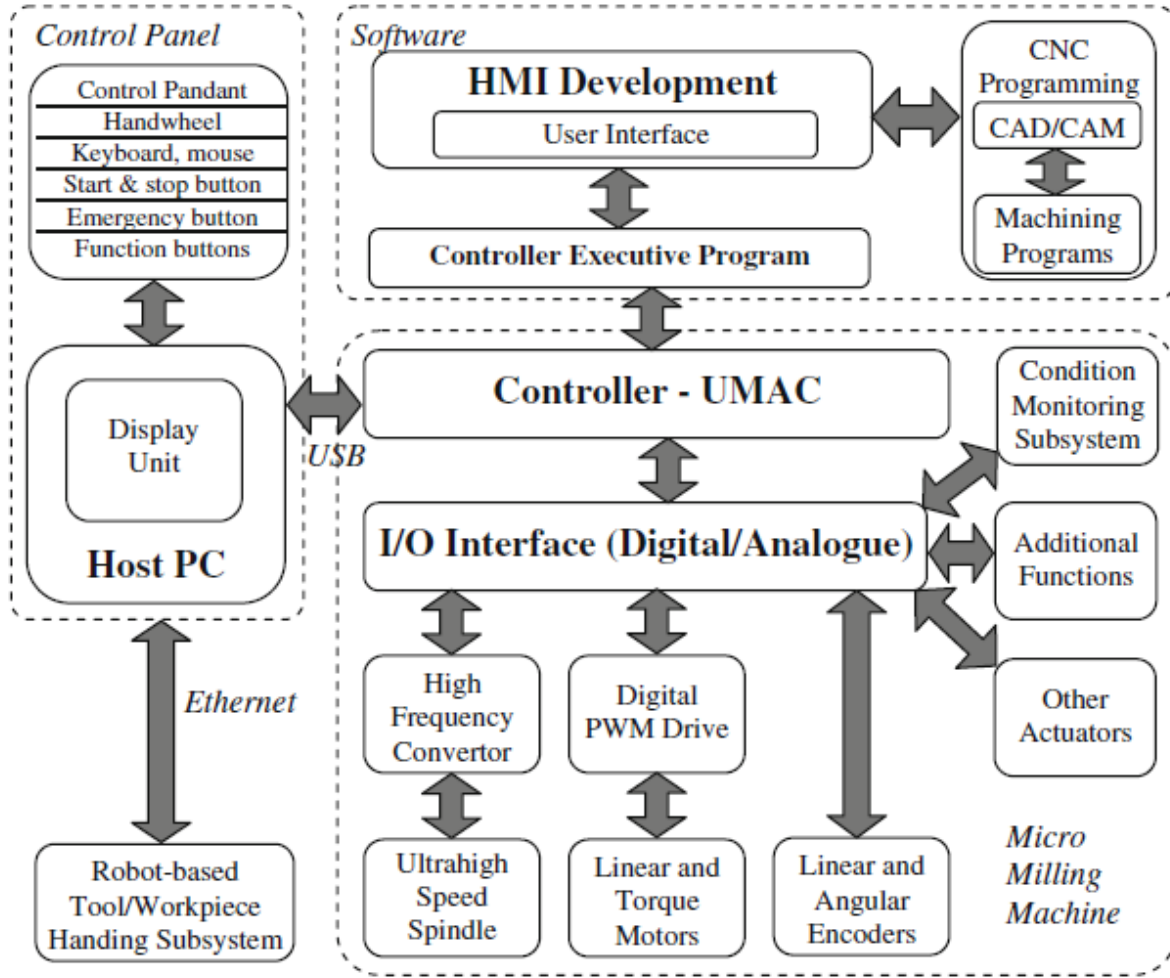 Control Panel
Control Pandant
Handwheel
Keyboard, mouse
Start & stop button
Emergency button
Function buttons
Display
Unit
Host PC
USB
Ethernet
Robot-based
Tool/Workpiece
Handing Subsystem
Software
HMI Development
User Interface
Controller Executive Program
CNC
Programming
CAD/CAM
Machining
Programs
Controller - UMAC
I/O Interface (Digital/Analogue)
Condition
Monitoring
Subsystem
Additional
Functions
Other
Actuators
High
Frequency
Convertor
Digital
PWM Drive
Ultrahigh
Speed
Spindle
Linear and
Torque
Motors
Linear and
Angular
Encoders
Micro
Milling
Machine